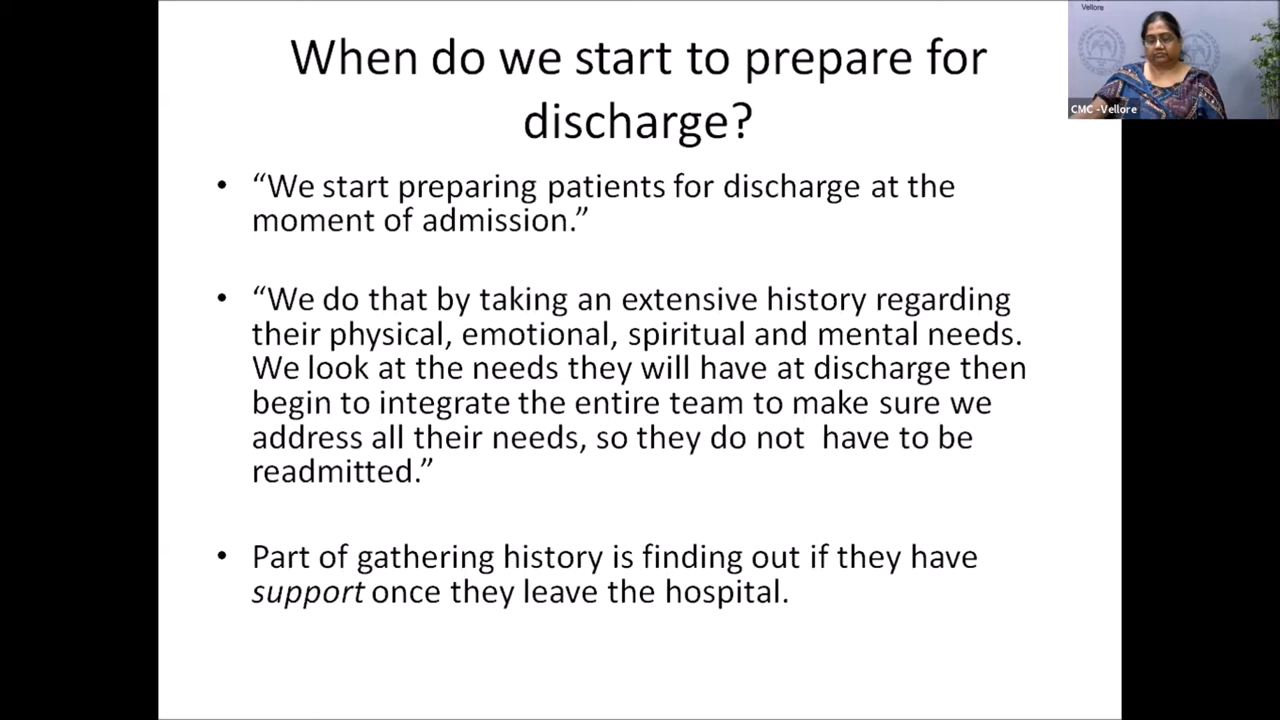 Vellore
CMC -Vellore
When do we start to prepare for
discharge?
• “We start preparing patients for discharge at the
moment of admission.”
• “We do that by taking an extensive history regarding
their physical, emotional, spiritual and mental needs.
We look at the needs they will have at discharge then
begin to integrate the entire team to make sure we
address all their needs, so they do not  have to be
readmitted.”
• Part of gathering history is finding out if they have
support once they leave the hospital.